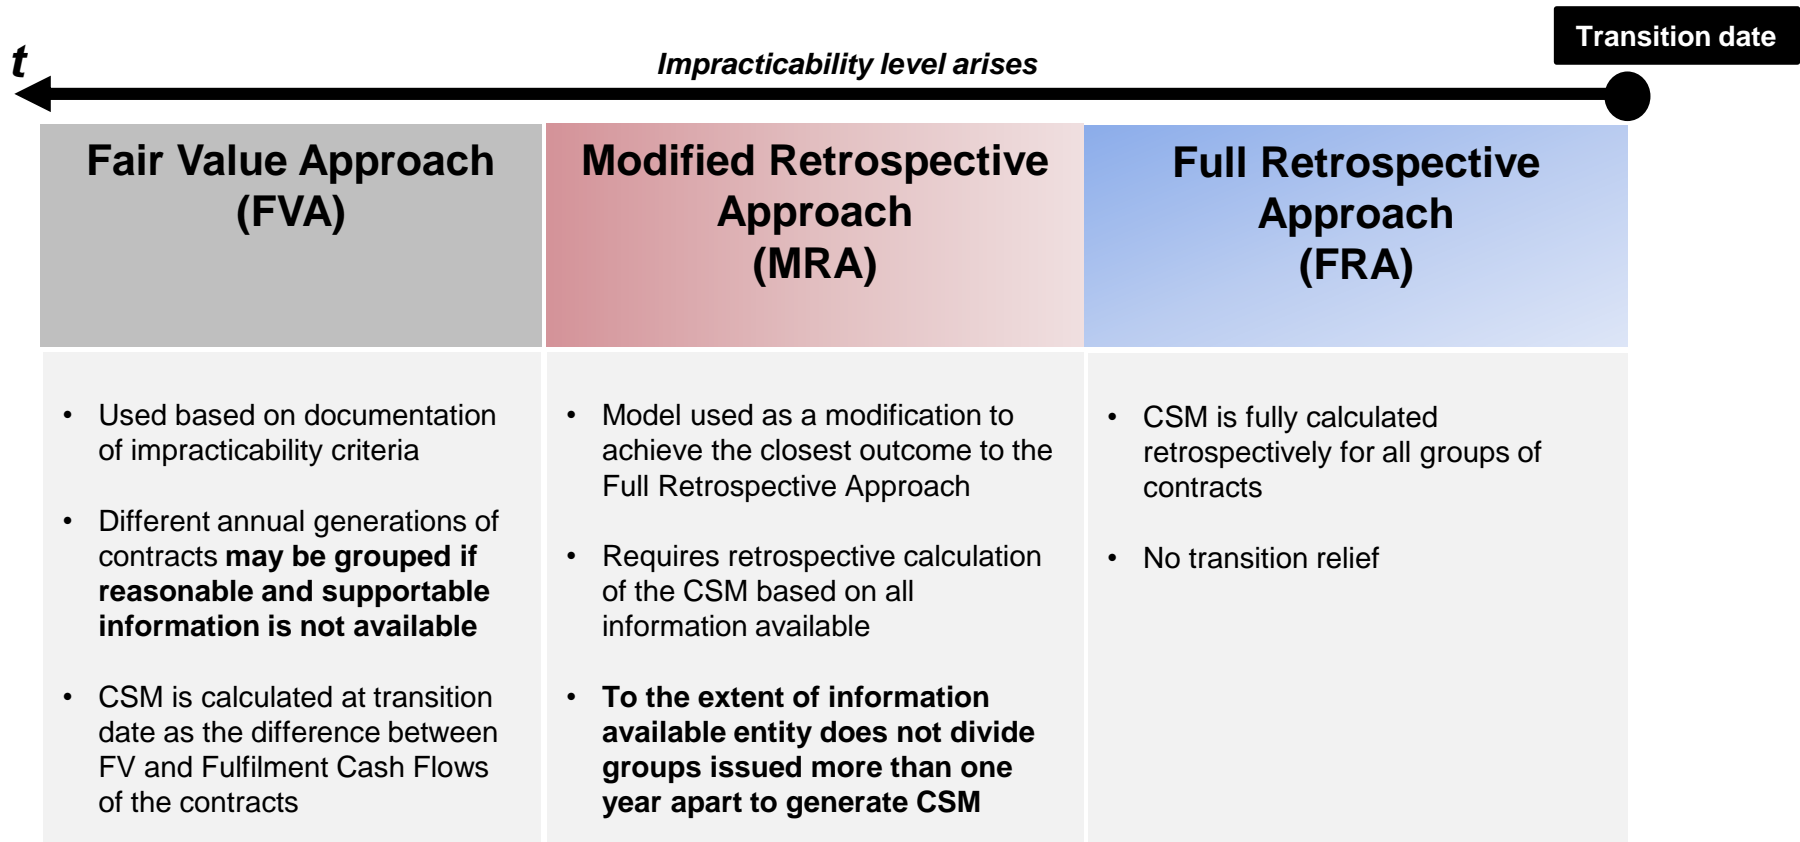 Transition date
t
Impracticability level arises
Fair Value Approach
(FVA)
Modified Retrospective
Approach
(MRA)
Full Retrospective
Approach
(FRA)
• Used based on documentation
of impracticability criteria
• Different annual generations of
contracts may be grouped if
reasonable and supportable
information is not available
• CSM is calculated at transition
date as the difference between
FV and Fulfilment Cash Flows
of the contracts
• Model used as a modification to
achieve the closest outcome to the
Full Retrospective Approach
• Requires retrospective calculation
of the CSM based on all
information available
• To the extent of information
available entity does not divide
groups issued more than one
year apart to generate CSM
• CSM is fully calculated
retrospectively for all groups of
contracts
• No transition relief